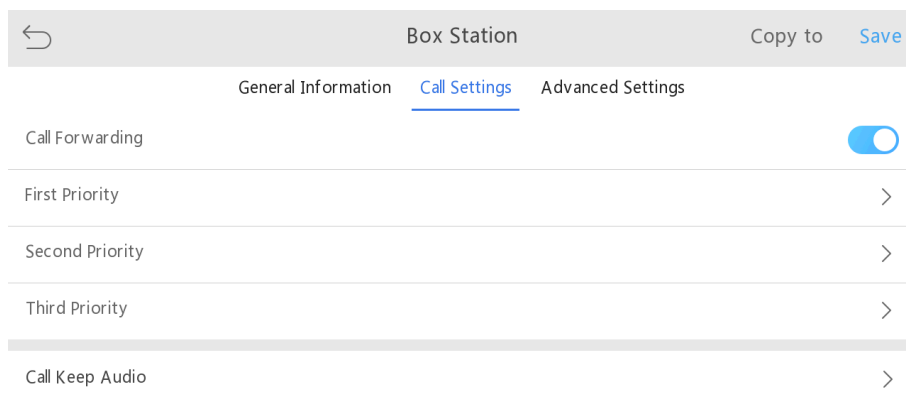 Box Station Copy to Save
General Information Call Settings Advanced Settings
Call Forwarding
First Priority
Second Priority
Third Priority
Call Keep Audio